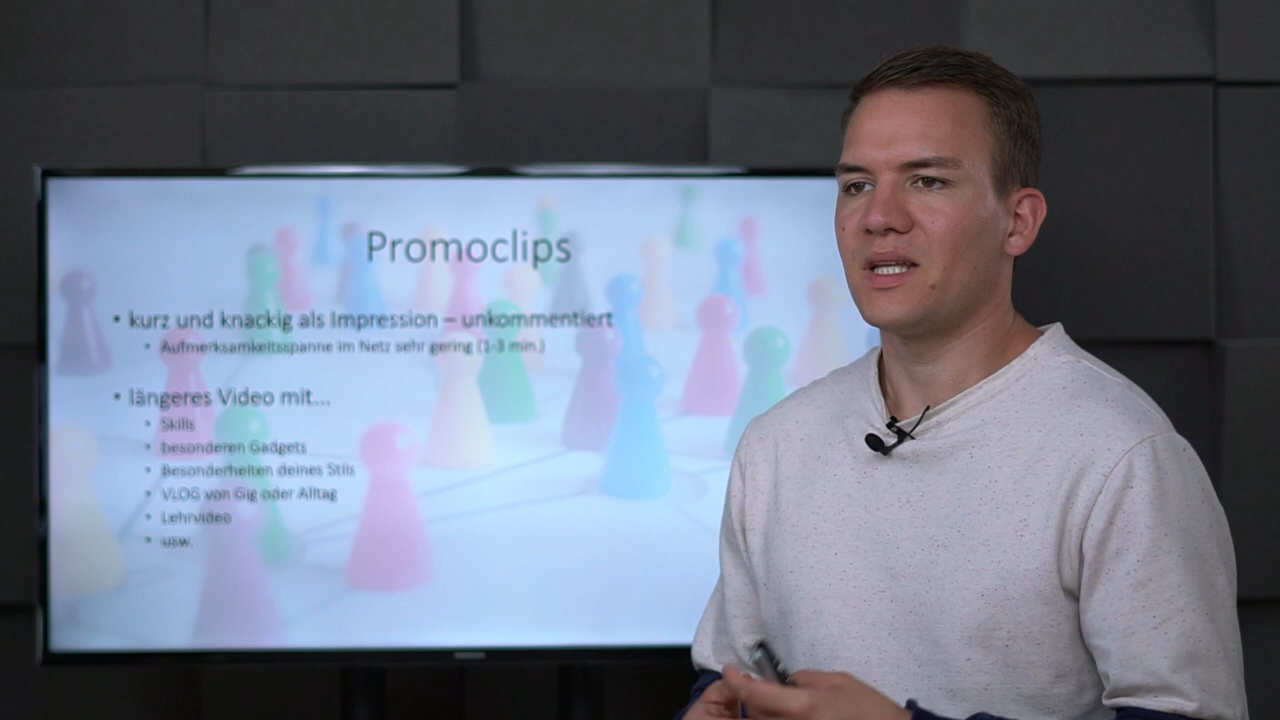 Promoclips
• kurz und knackig als Impression – unkommentiert
• Aufmerksamkeitsspanne im Netz sehr gering (1-3 min.)
• längeres Video mit...
• Skills
• besonderen Gadgets
• Besonderheiten deines Stils
• VLOG von Gig oder Alltag
• Lehrvideo
• usw.